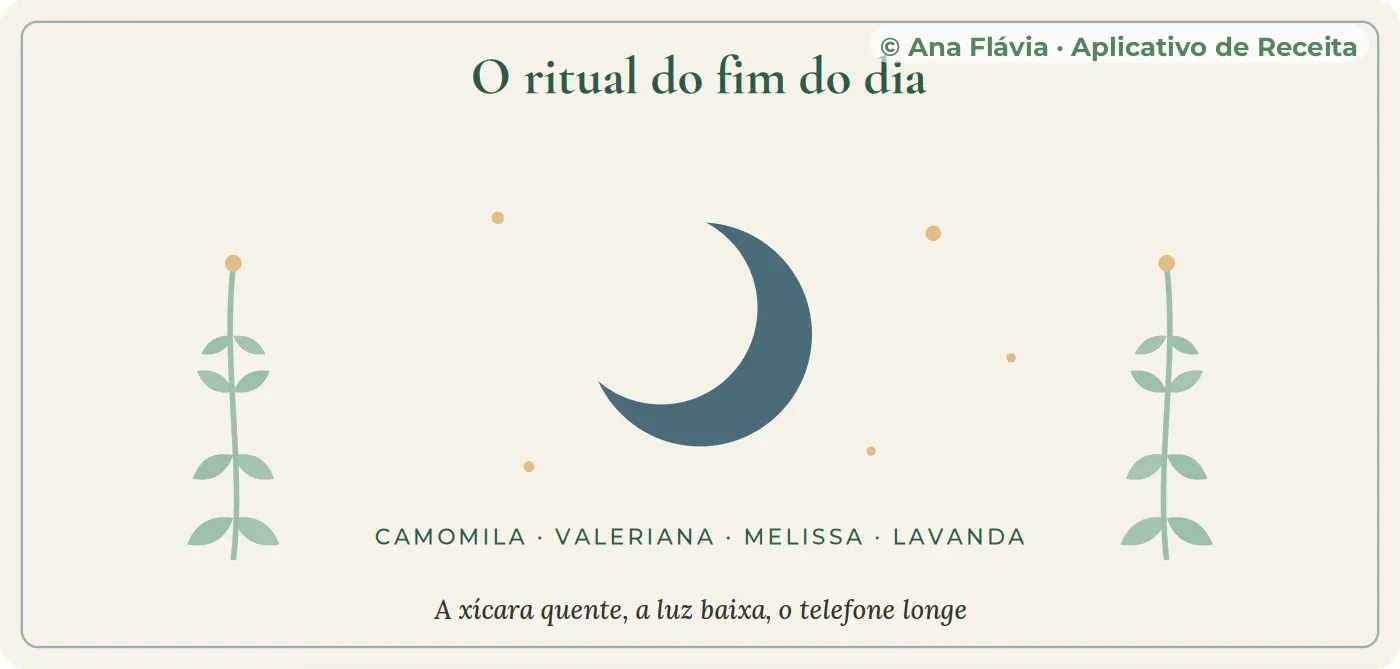 © Ana Flávia · Aplicativo de Receita
O ritual do fim do dia
CAMOMILA · VALERIANA · MELISSA · LAVANDA
A xícara quente, a luz baixa, o telefone longe